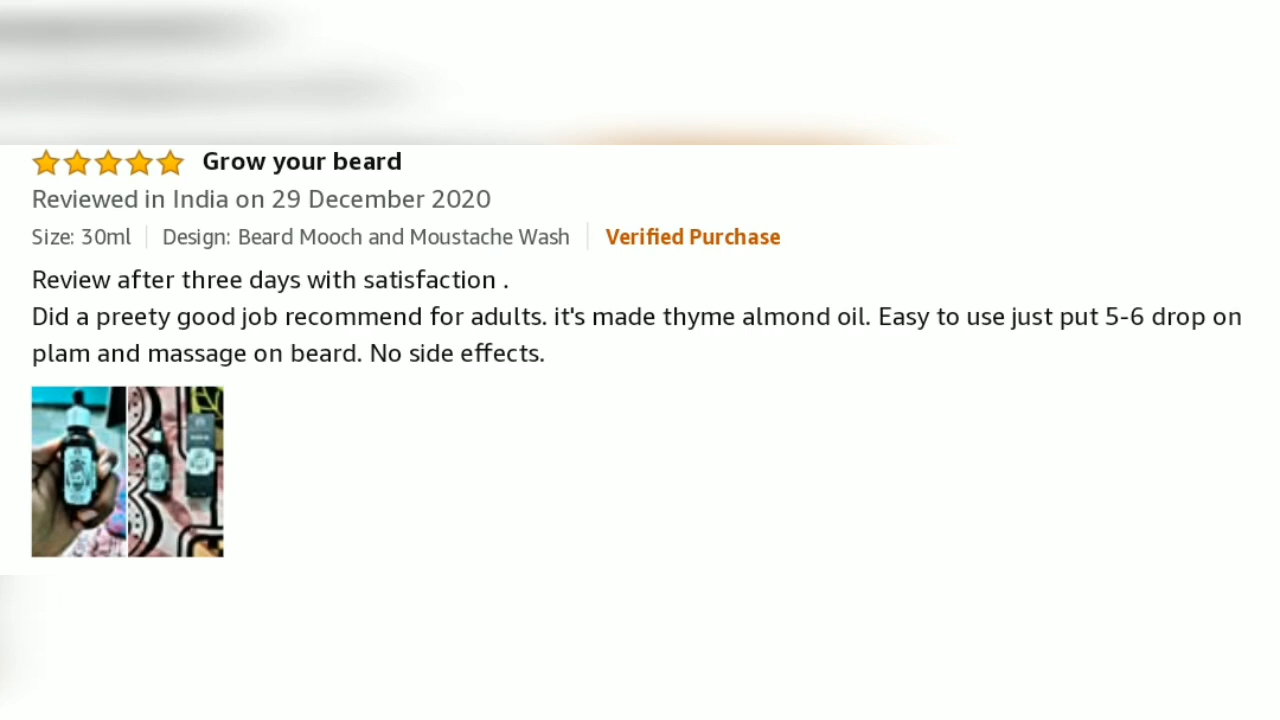 Grow your beard
Reviewed in India on 29 December 2020
Size: 30ml | Design: Beard Mooch and Moustache Wash | Verified Purchase
Review after three days with satisfaction .
Did a preety good job recommend for adults. it's made thyme almond oil. Easy to use just put 5-6 drop on
plam and massage on beard. No side effects.